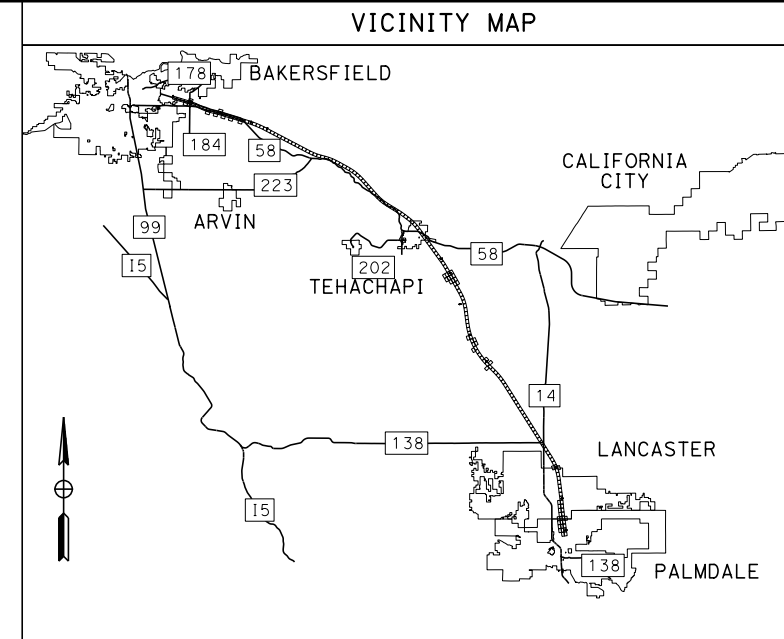 VICINITY MAP
178
BAKERSFIELD
184
58
223
CALIFORNIA
CITY
ARVIN
99
I5
202
58
TEHACHAPI
14
138
LANCASTER
I5
138
PALMDALE